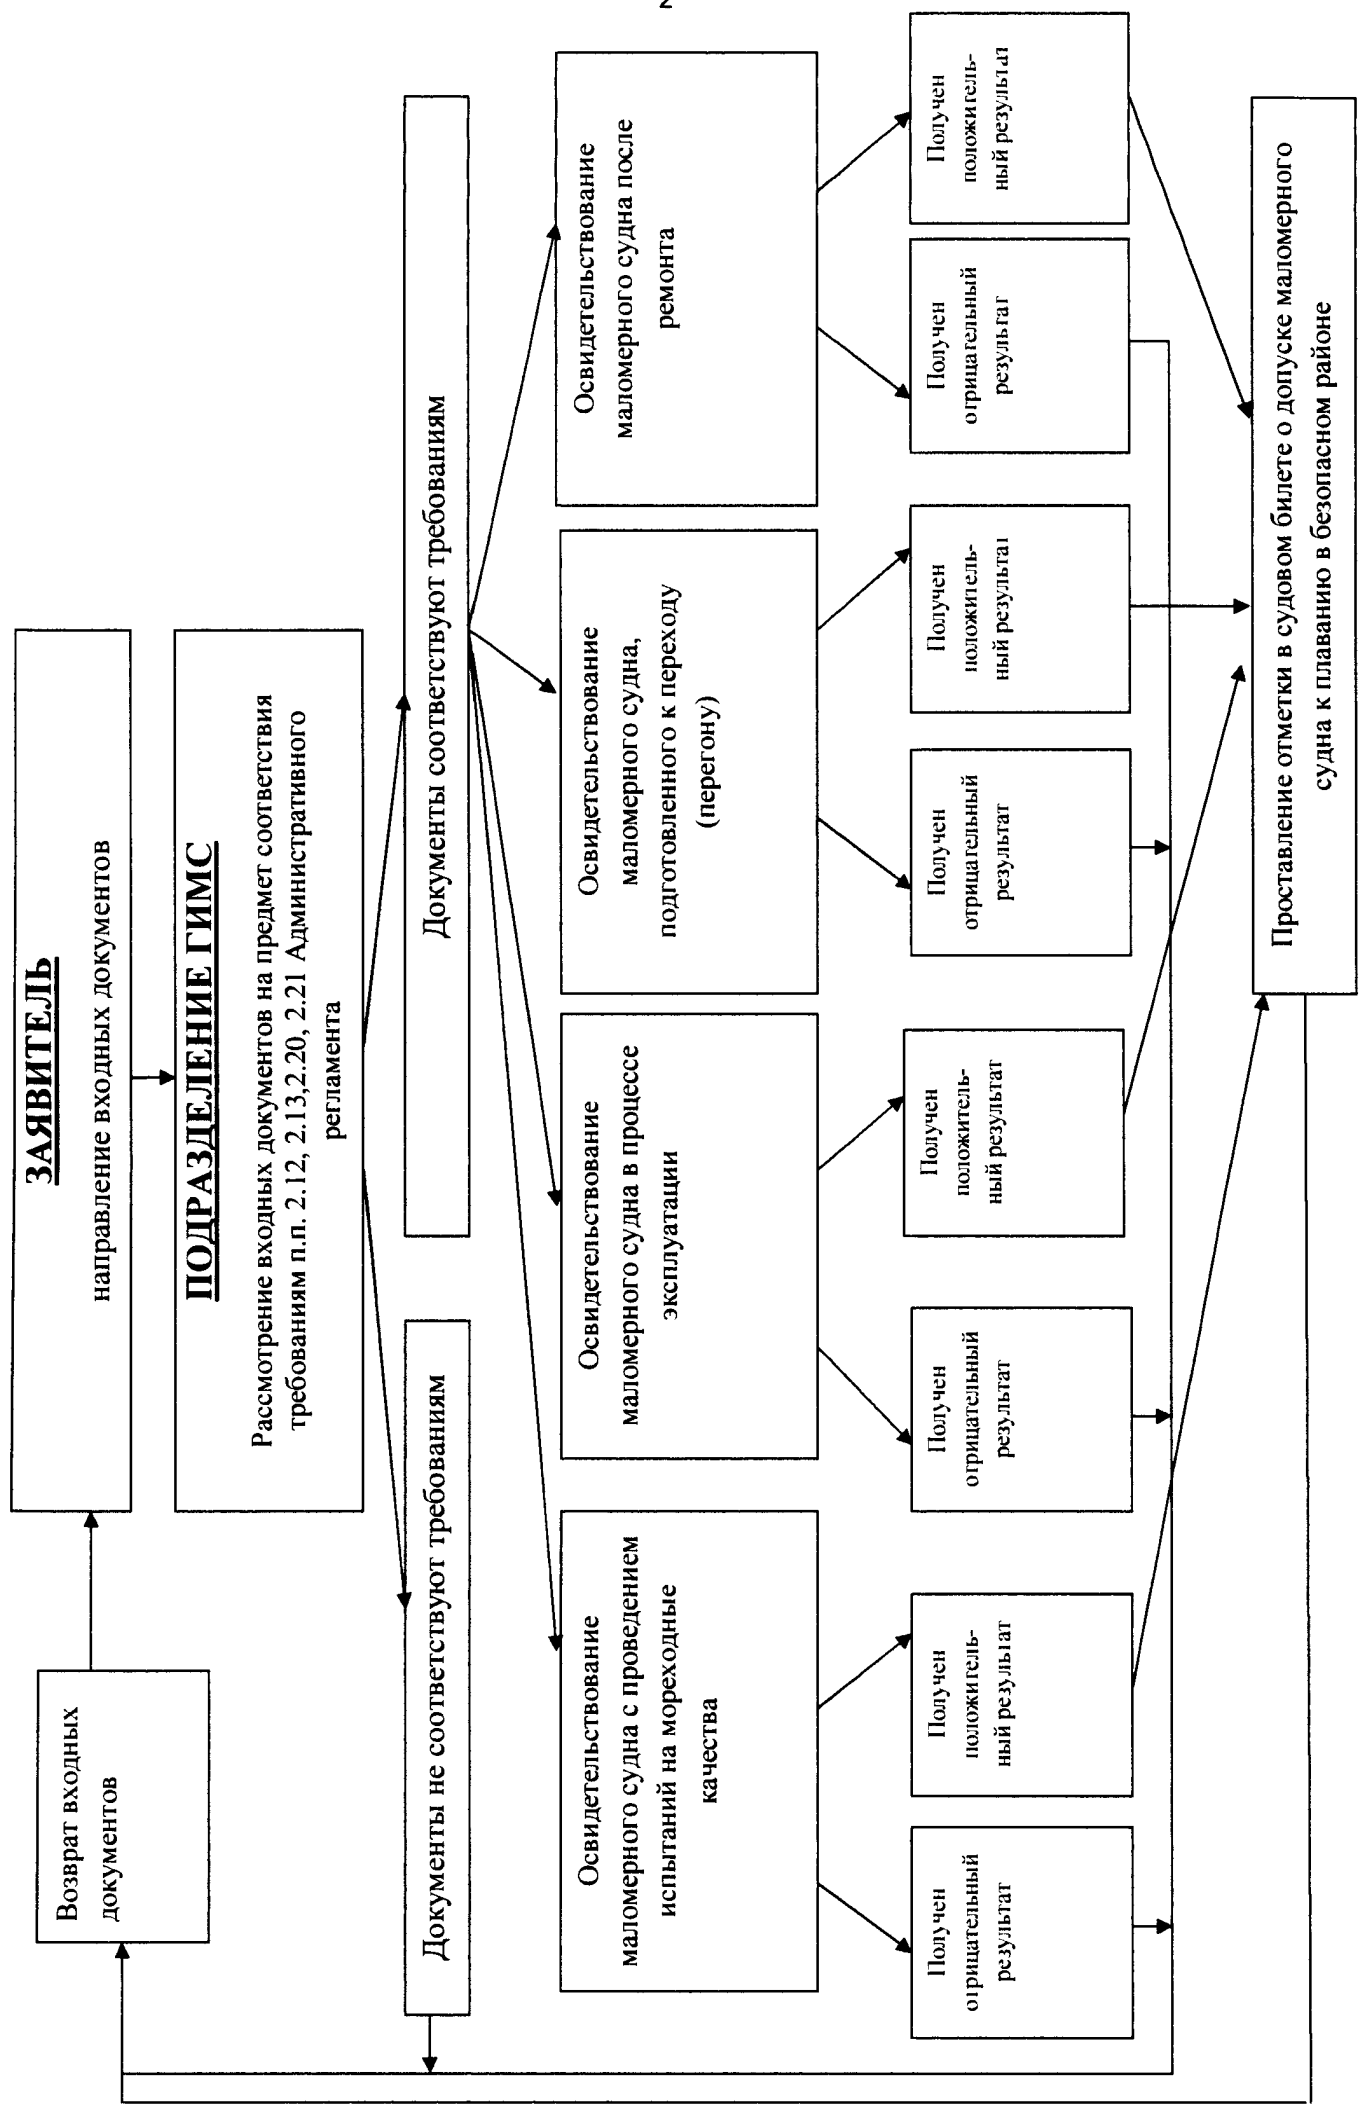 2
ЗАЯВИТЕЛЬ
направление входных документов
Возврат входных
документов
ПОДРАЗДЕЛЕНИЕ ГИМС
Рассмотрение входных документов на предмет соответствия
требованиям п.п. 2.12, 2.13,2.20, 2.21 Административного
регламента
Документы не соответствуют требованиям
Документы соответствуют требованиям
Освидетельствование
маломерного судна с проведением
испытаний на мореходные
качества
Освидетельствование
маломерного судна в процессе
эксплуатации
Освидетельствование
маломерного судна,
подготовленного к переходу
(перегону)
Освидетельствование
маломерного судна после
ремонта
Получен
отрицательный
результат
Получен
положитель-
ный результат
Получен
отрицательный
результат
Получен
положитель-
ный результат
Получен
отрицательный
результат
Получен
положитель-
ный результат
Получен
отрицательный
результат
Получен
положитель-
ный результат
Проставление отметки в судовом билете о допуске маломерного
судна к плаванию в безопасном районе